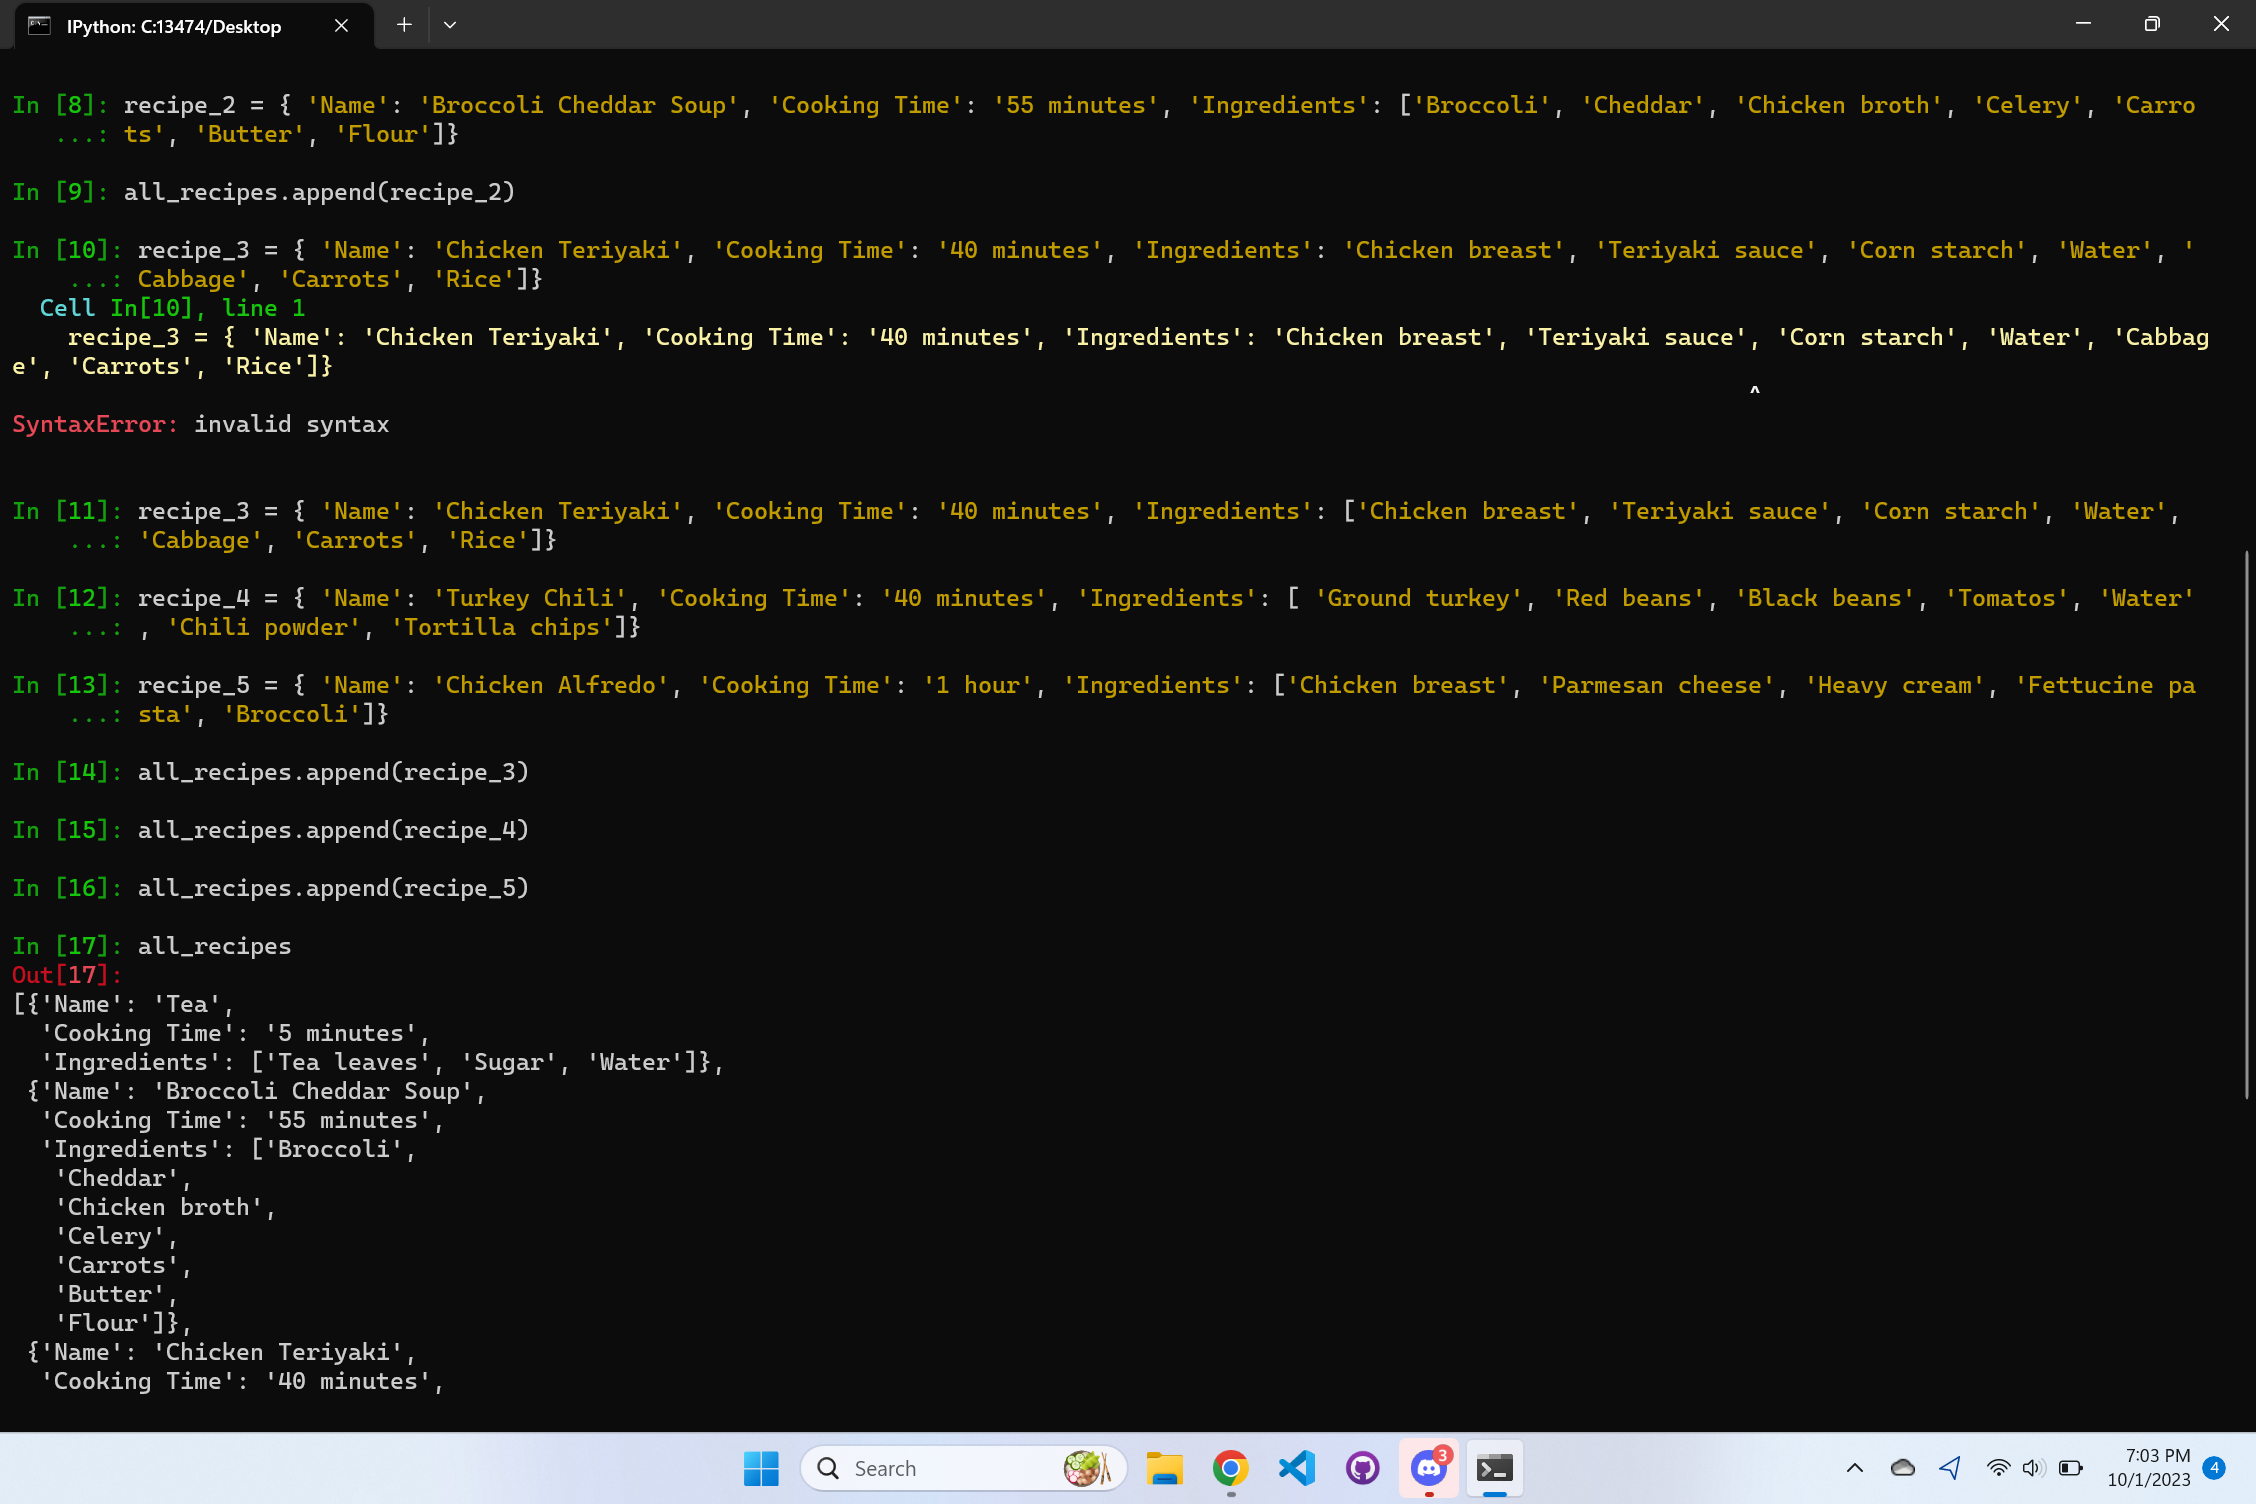 IPython: C:13474/Desktop
In [8]: recipe_2 = { 'Name': 'Broccoli Cheddar Soup', 'Cooking Time': '55 minutes', 'Ingredients': ['Broccoli', 'Cheddar', 'Chicken broth', 'Celery', 'Carro
...: ts', 'Butter', 'Flour']}
In [9]: all_recipes.append(recipe_2)
In [10]: recipe_3 = { 'Name': 'Chicken Teriyaki', 'Cooking Time': '40 minutes', 'Ingredients': 'Chicken breast', 'Teriyaki sauce', 'Corn starch', 'Water', '
...: Cabbage', 'Carrots', 'Rice']}
Cell In[10], line 1
recipe_3 = { 'Name': 'Chicken Teriyaki', 'Cooking Time': '40 minutes', 'Ingredients': 'Chicken breast', 'Teriyaki sauce', 'Corn starch', 'Water', 'Cabbag
e', 'Carrots', 'Rice']}
^
SyntaxError: invalid syntax
In [11]: recipe_3 = { 'Name': 'Chicken Teriyaki', 'Cooking Time': '40 minutes', 'Ingredients': ['Chicken breast', 'Teriyaki sauce', 'Corn starch', 'Water',
...: 'Cabbage', 'Carrots', 'Rice']}
In [12]: recipe_4 = { 'Name': 'Turkey Chili', 'Cooking Time': '40 minutes', 'Ingredients': [ 'Ground turkey', 'Red beans', 'Black beans', 'Tomatos', 'Water'
...: , 'Chili powder', 'Tortilla chips']}
In [13]: recipe_5 = { 'Name': 'Chicken Alfredo', 'Cooking Time': '1 hour', 'Ingredients': ['Chicken breast', 'Parmesan cheese', 'Heavy cream', 'Fettucine pa
...: sta', 'Broccoli']}
In [14]: all_recipes.append(recipe_3)
In [15]: all_recipes.append(recipe_4)
In [16]: all_recipes.append(recipe_5)
In [17]: all_recipes
Out[17]:
[{'Name': 'Tea',
'Cooking Time': '5 minutes',
'Ingredients': ['Tea leaves', 'Sugar', 'Water']},
{'Name': 'Broccoli Cheddar Soup',
'Cooking Time': '55 minutes',
'Ingredients': ['Broccoli',
'Cheddar',
'Chicken broth',
'Celery',
'Carrots',
'Butter',
'Flour']},
{'Name': 'Chicken Teriyaki',
'Cooking Time': '40 minutes',
Search
3
7:03 PM
10/1/2023
4